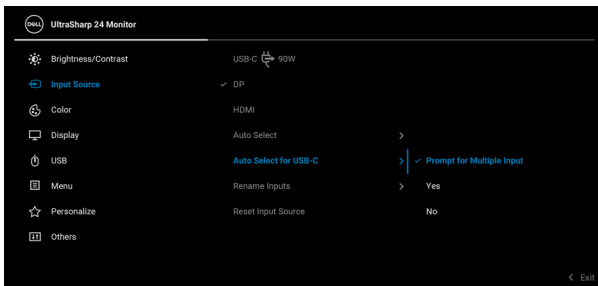 DELL UltraSharp 24 Monitor
Brightness/Contrast USB-C 90W
Input Source DP
Color HDMI
Display Auto Select
USB Auto Select for USB-C Prompt for Multiple Input
Menu Rename Inputs Yes
Personalize Reset Input Source No
Others
Exit